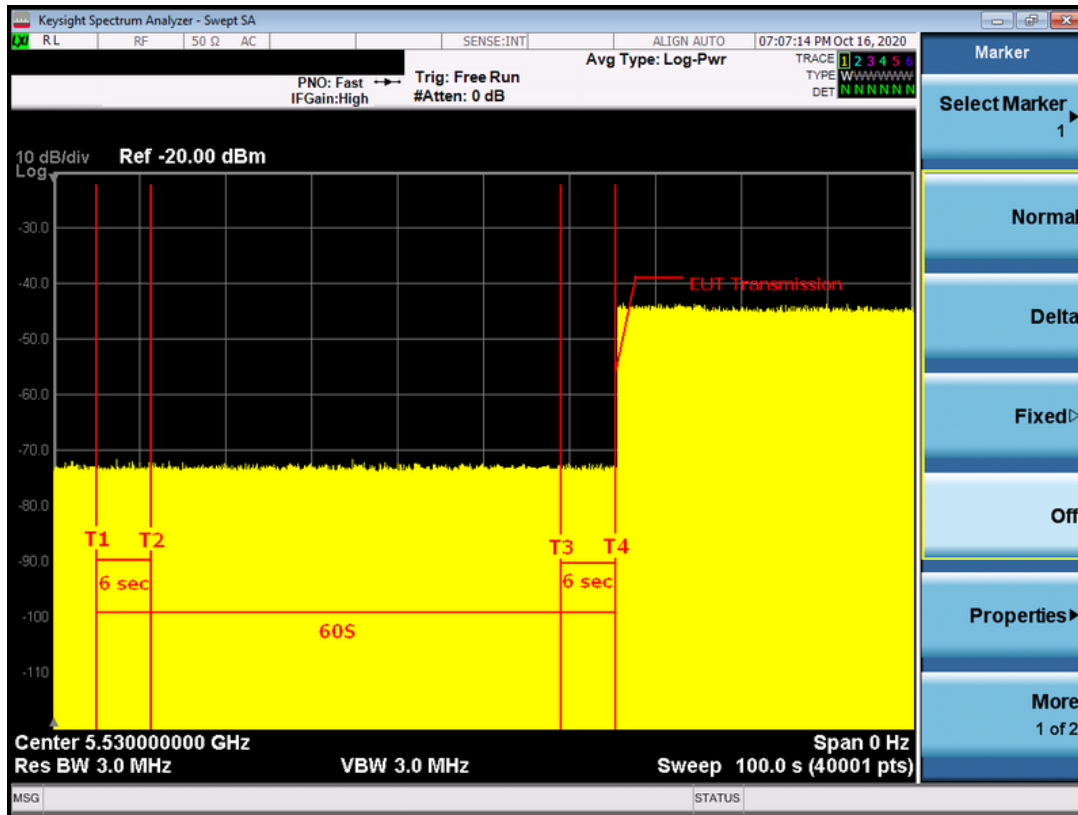 Keysight Spectrum Analyzer - Swept SA
LXI RL RF 50 Ω AC SENSE:INT ALIGN AUTO 07:07:14 PM Oct 16, 2020
Avg Type: Log-Pwr
TRACE 1 2 3 4 5 6
PNO: Fast Trig: Free Run
TYPE W W W W W W
IFGain:High #Atten: 0 dB
DET N N N N N N
10 dB/div Ref -20.00 dBm
Log
-30.0
-40.0
EUT Transmission
-50.0
-60.0
-70.0
-80.0
T1 T2 T3 T4
-90.0
6 sec 6 sec
-100
60S
-110
Center 5.530000000 GHz Span 0 Hz
Res BW 3.0 MHz VBW 3.0 MHz Sweep 100.0 s (40001 pts)
MSG STATUS
Marker
Select Marker
1
Normal
Delta
Fixed
Off
Properties
More
1 of 2